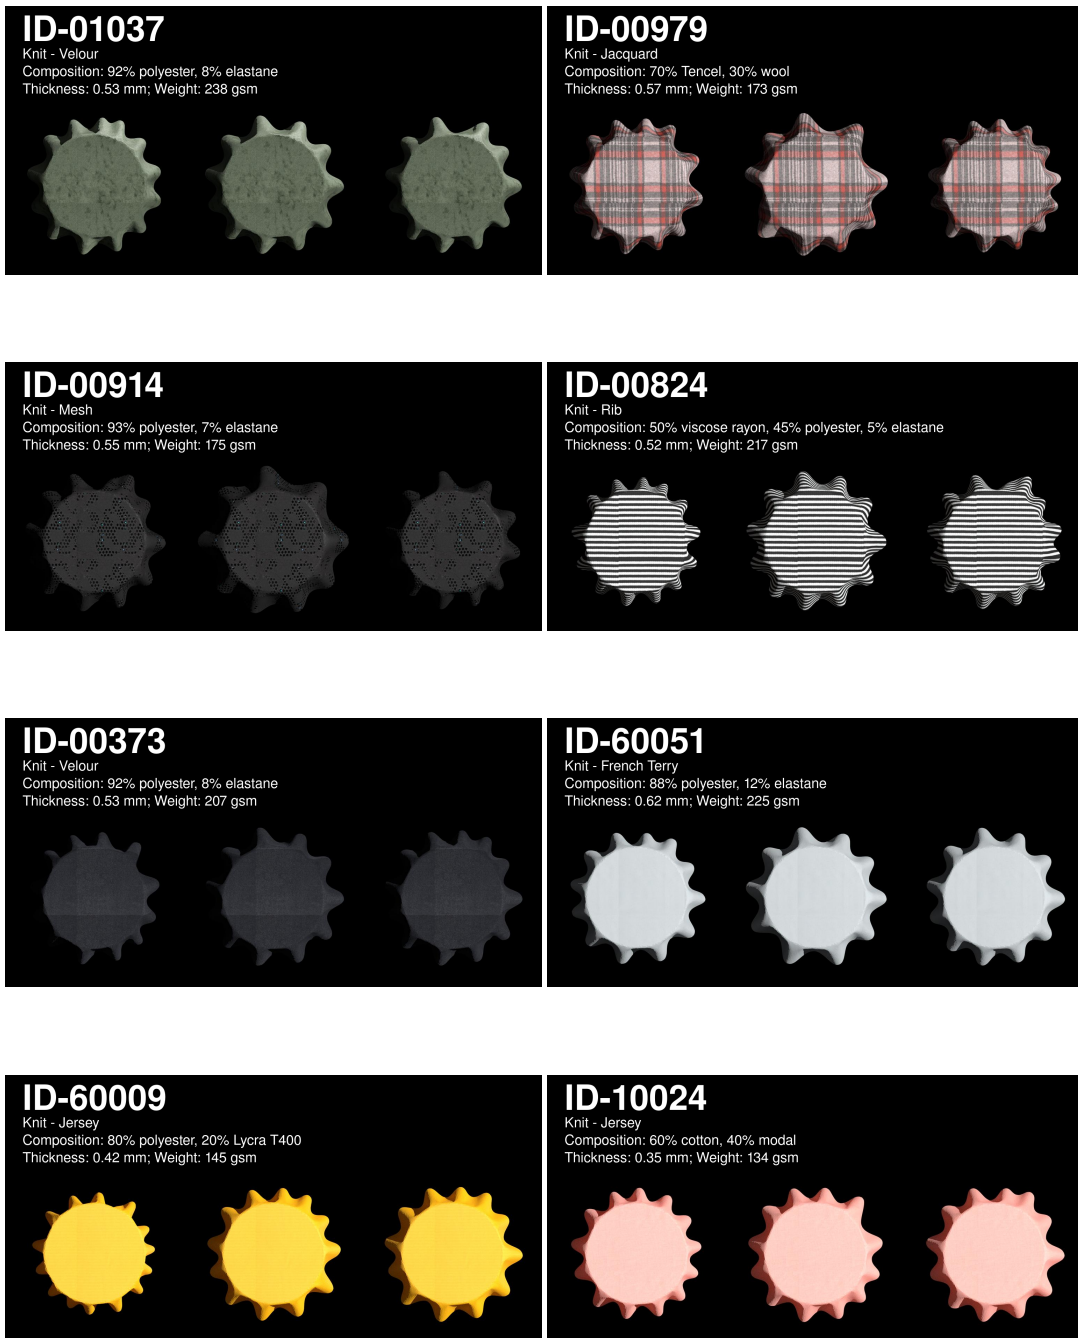 ID-01037
Knit - Velour
Composition: 92% polyester, 8% elastane
Thickness: 0.53 mm; Weight: 238 gsm
ID-00979
Knit - Jacquard
Composition: 70% Tencel, 30% wool
Thickness: 0.57 mm; Weight: 173 gsm
ID-00914
Knit - Mesh
Composition: 93% polyester, 7% elastane
Thickness: 0.55 mm; Weight: 175 gsm
ID-00824
Knit - Rib
Composition: 50% viscose rayon, 45% polyester, 5% elastane
Thickness: 0.52 mm; Weight: 217 gsm
ID-00373
Knit - Velour
Composition: 92% polyester, 8% elastane
Thickness: 0.53 mm; Weight: 207 gsm
ID-60051
Knit - French Terry
Composition: 88% polyester, 12% elastane
Thickness: 0.62 mm; Weight: 225 gsm
ID-60009
Knit - Jersey
Composition: 80% polyester, 20% Lycra T400
Thickness: 0.42 mm; Weight: 145 gsm
ID-10024
Knit - Jersey
Composition: 60% cotton, 40% modal
Thickness: 0.35 mm; Weight: 134 gsm